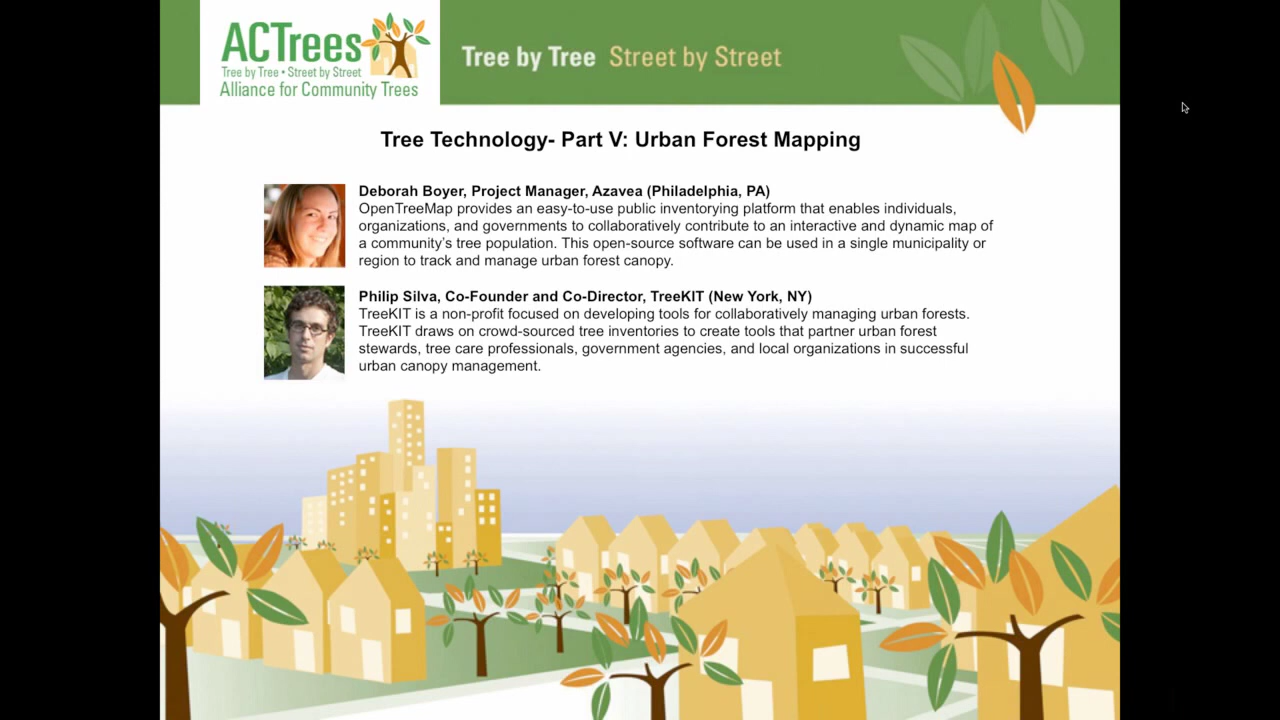 ACTrees
Tree by Tree • Street by Street
Alliance for Community Trees
Tree by Tree Street by Street
Tree Technology- Part V: Urban Forest Mapping
Deborah Boyer, Project Manager, Azavea (Philadelphia, PA)
OpenTreeMap provides an easy-to-use public inventorying platform that enables individuals,
organizations, and governments to collaboratively contribute to an interactive and dynamic map of
a community's tree population. This open-source software can be used in a single municipality or
region to track and manage urban forest canopy.
Philip Silva, Co-Founder and Co-Director, TreeKIT (New York, NY)
TreeKIT is a non-profit focused on developing tools for collaboratively managing urban forests.
TreeKIT draws on crowd-sourced tree inventories to create tools that partner urban forest
stewards, tree care professionals, government agencies, and local organizations in successful
urban canopy management.